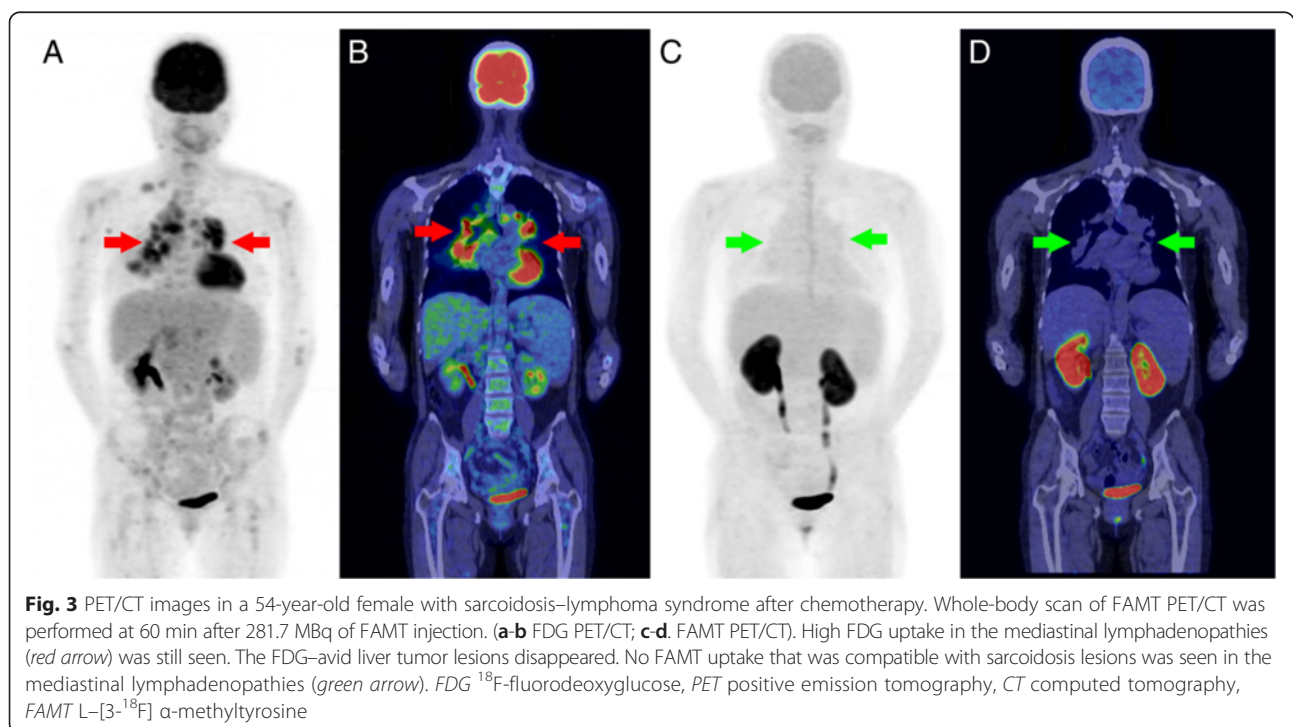 A
B
C
D
Fig. 3 PET/CT images in a 54-year-old female with sarcoidosis–lymphoma syndrome after chemotherapy. Whole-body scan of FAMT PET/CT was
performed at 60 min after 281.7 MBq of FAMT injection. (a-b FDG PET/CT; c-d. FAMT PET/CT). High FDG uptake in the mediastinal lymphadenopathies
(red arrow) was still seen. The FDG–avid liver tumor lesions disappeared. No FAMT uptake that was compatible with sarcoidosis lesions was seen in the
mediastinal lymphadenopathies (green arrow). FDG ¹⁸F-fluorodeoxyglucose, PET positive emission tomography, CT computed tomography,
FAMT L–[3-¹⁸F] α-methyltyrosine